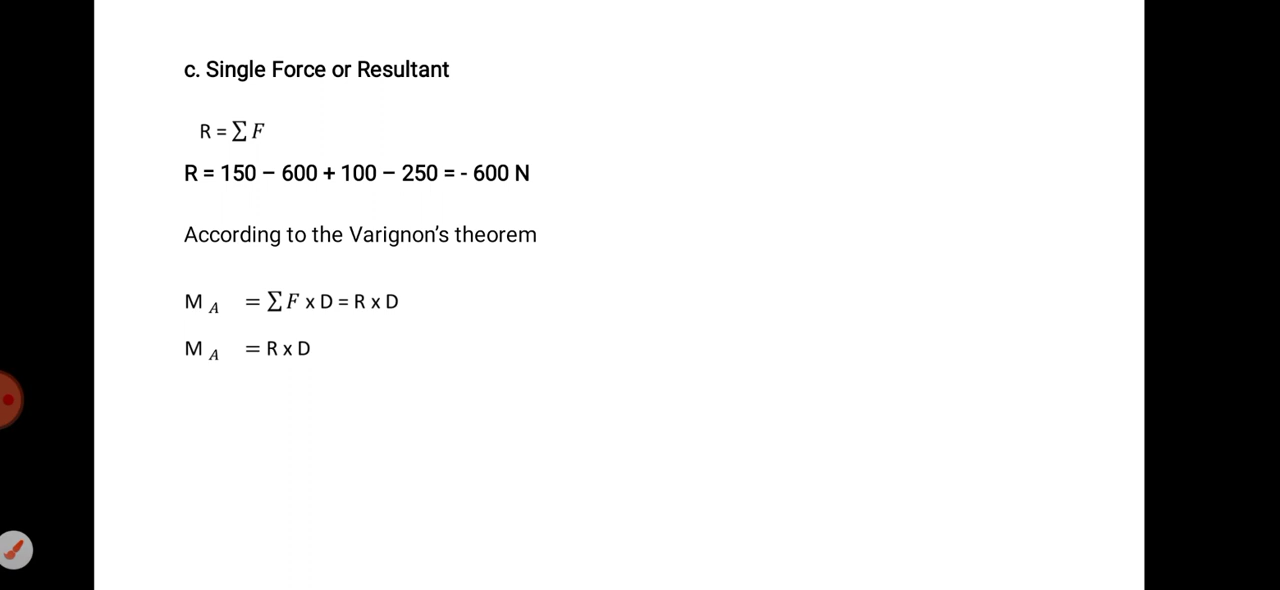 c. Single Force or Resultant
R = ∑ F
R = 150 – 600 + 100 – 250 = - 600 N
According to the Varignon’s theorem
M A = ∑ F x D = R x D
M A = R x D